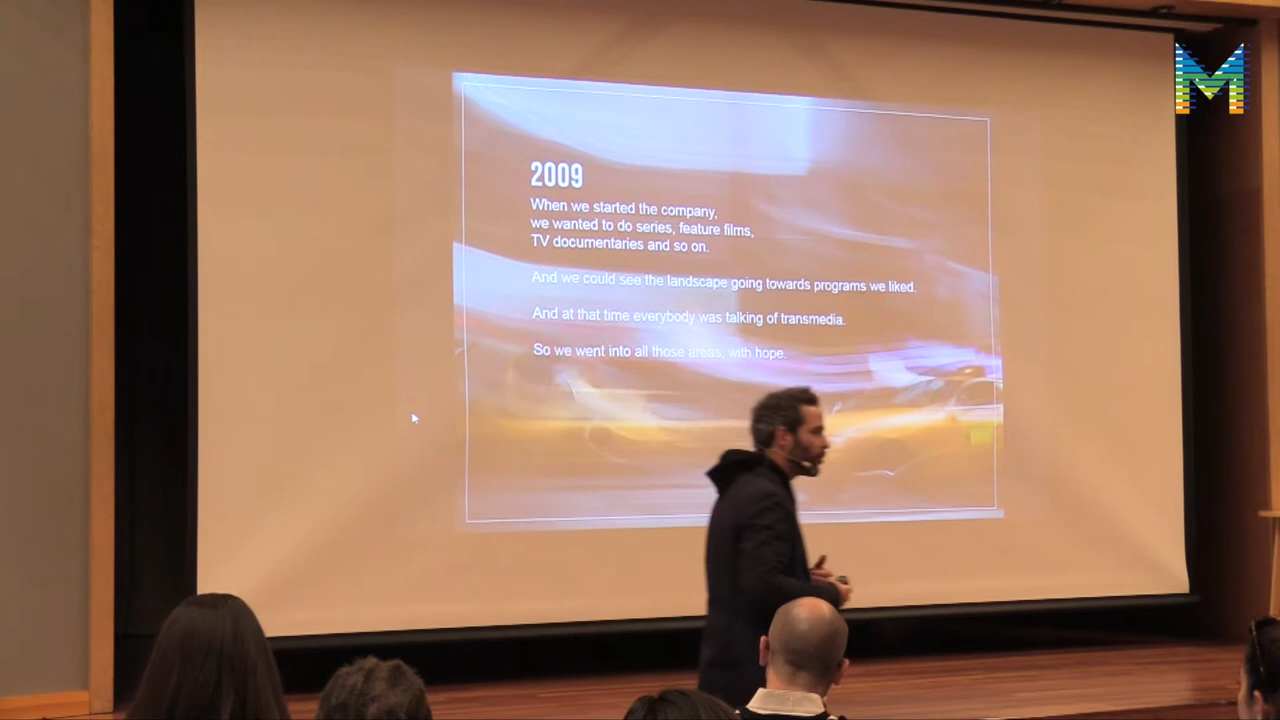 M
2009
When we started the company,
we wanted to do series, feature films,
TV documentaries and so on.
And we could see the landscape going towards programs we liked.
And at that time everybody was talking of transmedia.
So we went into all those areas, with hope.